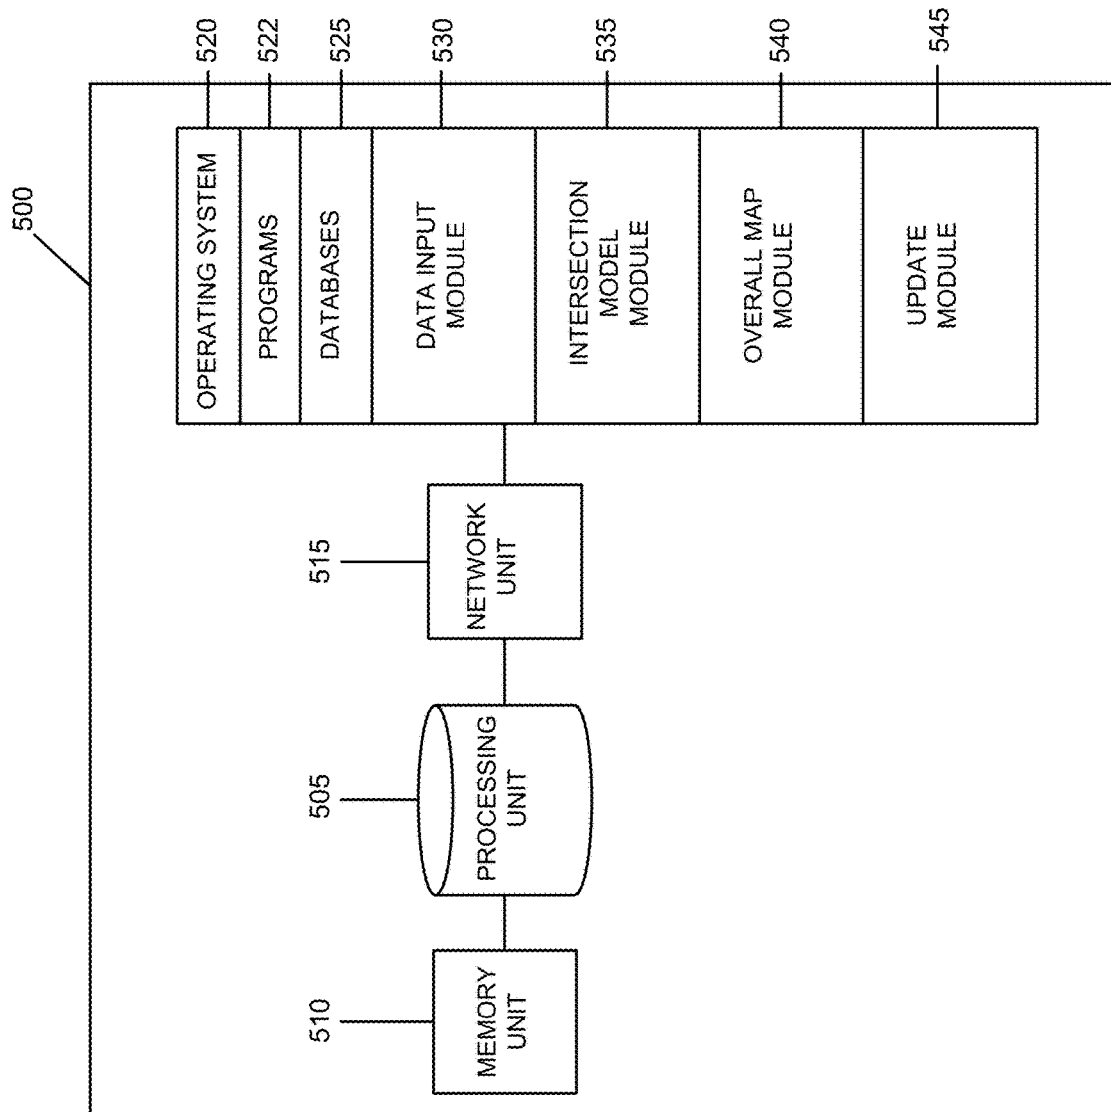 500
510
MEMORY
UNIT
505
PROCESSING
UNIT
515
NETWORK
UNIT
OPERATING SYSTEM
520
PROGRAMS
522
DATABASES
525
DATA INPUT
MODULE
530
INTERSECTION
MODEL
MODULE
535
OVERALL MAP
MODULE
540
UPDATE
MODULE
545